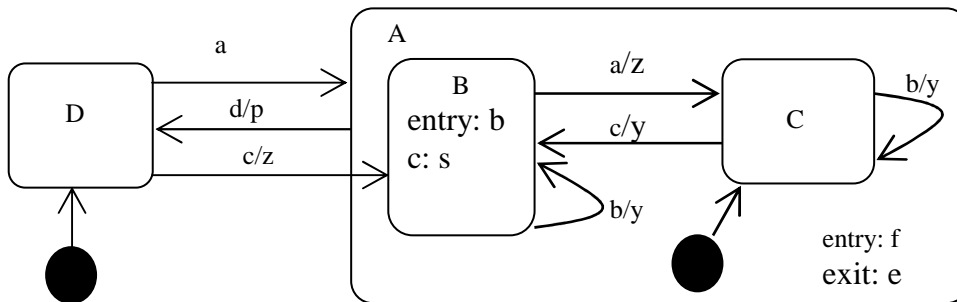 A
a
D
d/p
c/z
B
entry: b
c: s
a/z
c/y
b/y
C
b/y
entry: f
exit: e